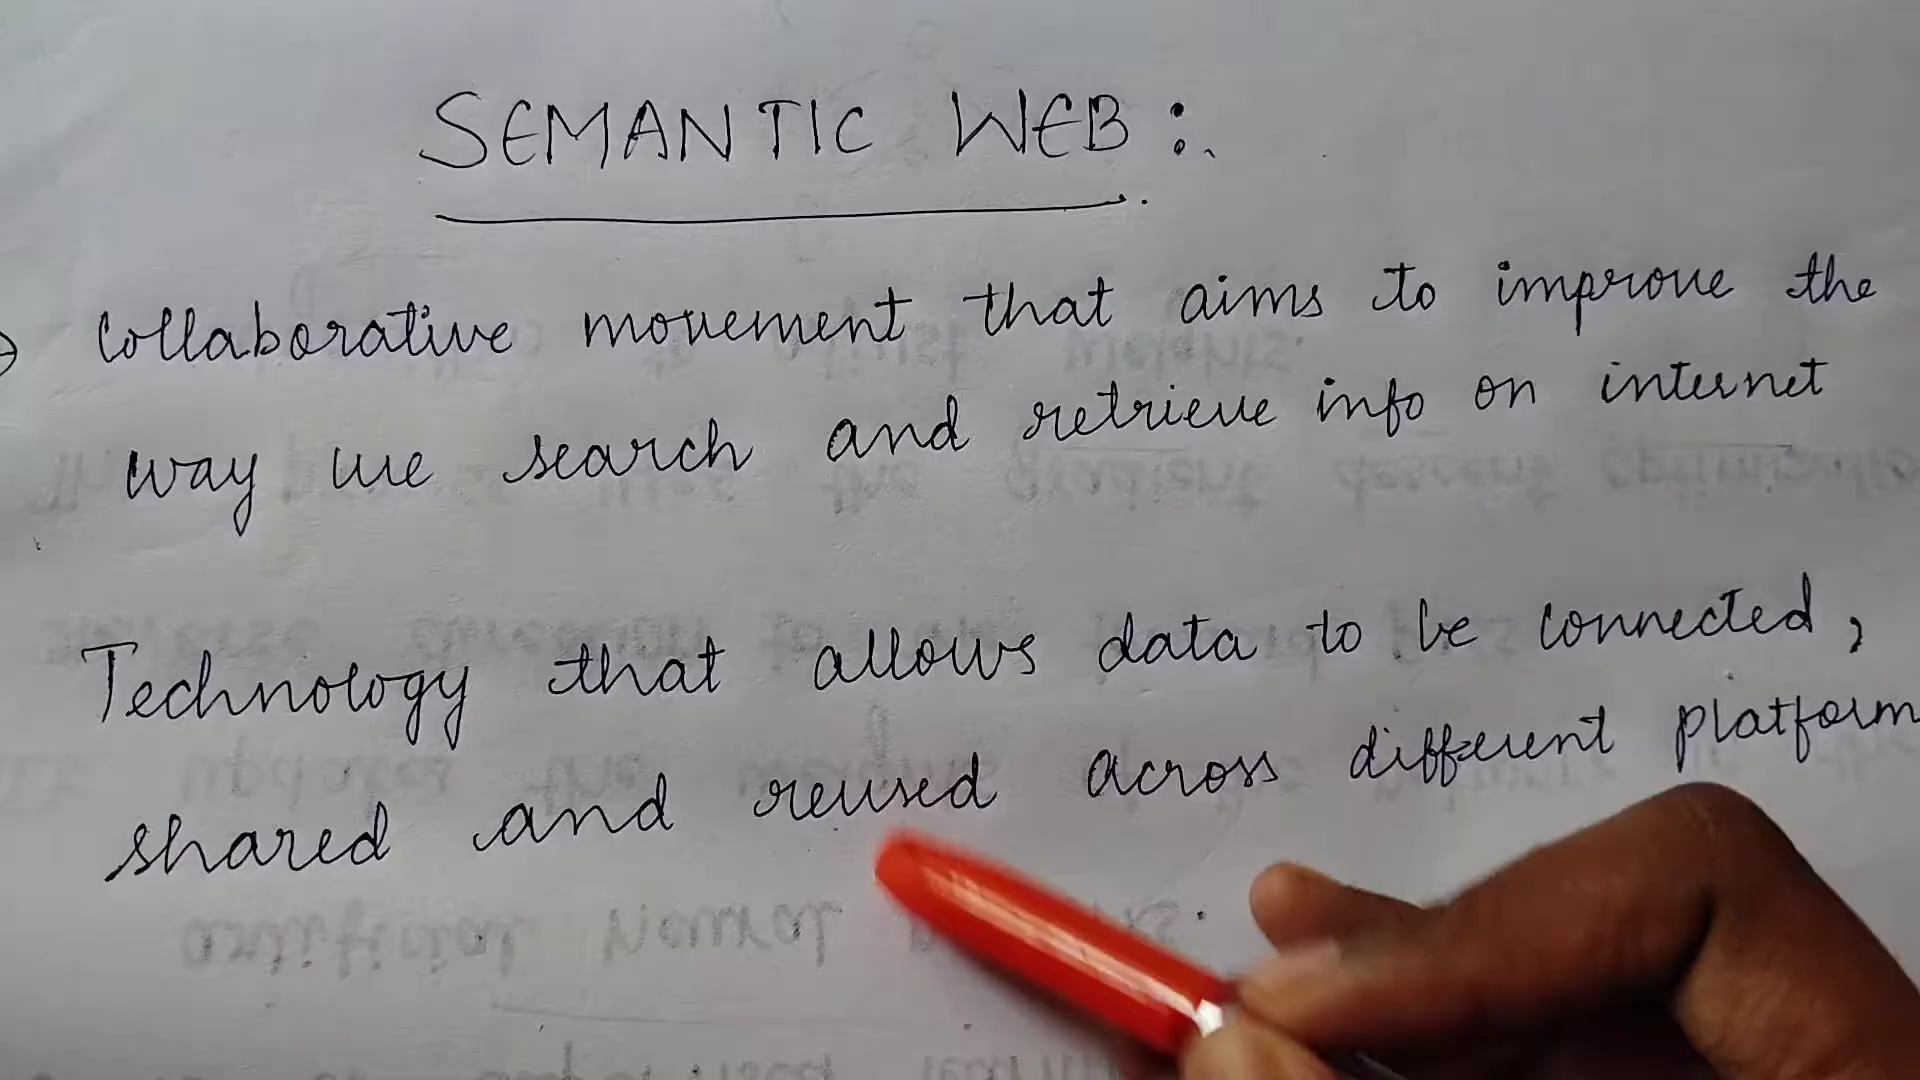 SEMANTIC WEB :.
→ Collaborative movement that aims to improve the
way we search and retrieve info on internet
Technology that allows data to be connected,
shared and reused across different platform